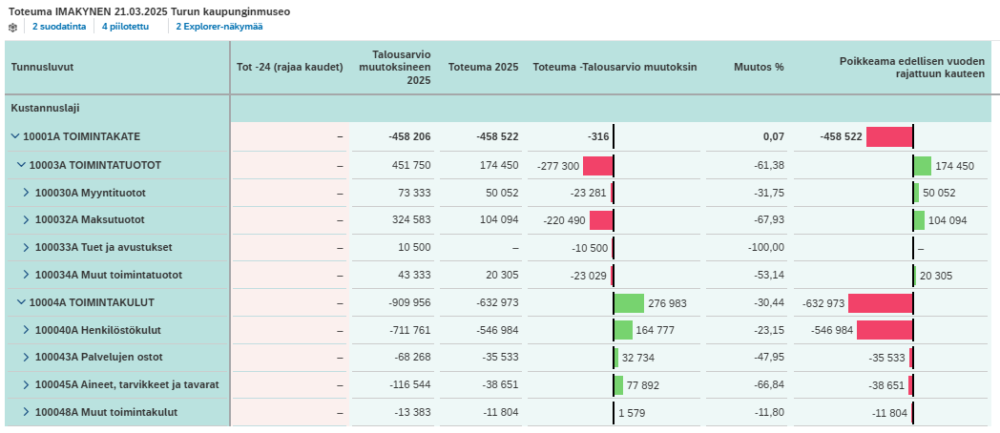 Toteuma IMAKYNEN 21.03.2025 Turun kaupunginmuseo
2 suodatinta 4 piilotettu 2 Explorer-näkymää
Tunnusluvut Tot -24 (rajaa kaudet) Talousarvio muutoksineen 2025 Toteuma 2025 Toteuma -Talousarvio muutoksin Muutos % Poikkeama edellisen vuoden rajattuun kauteen
Kustannuslaji
10001A TOIMINTAKATE – -458 206 -458 522 -316 0,07 -458 522
10003A TOIMINTATUOTOT – 451 750 174 450 -277 300 -61,38 174 450
100030A Myyntituotot – 73 333 50 052 -23 281 -31,75 50 052
100032A Maksutuotot – 324 583 104 094 -220 490 -67,93 104 094
100033A Tuet ja avustukset – 10 500 – -10 500 -100,00 –
100034A Muut toimintatuotot – 43 333 20 305 -23 029 -53,14 20 305
10004A TOIMINTAKULUT – -909 956 -632 973 276 983 -30,44 -632 973
100040A Henkilöstökulut – -711 761 -546 984 164 777 -23,15 -546 984
100043A Palvelujen ostot – -68 268 -35 533 32 734 -47,95 -35 533
100045A Aineet, tarvikkeet ja tavarat – -116 544 -38 651 77 892 -66,84 -38 651
100048A Muut toimintakulut – -13 383 -11 804 1 579 -11,80 -11 804